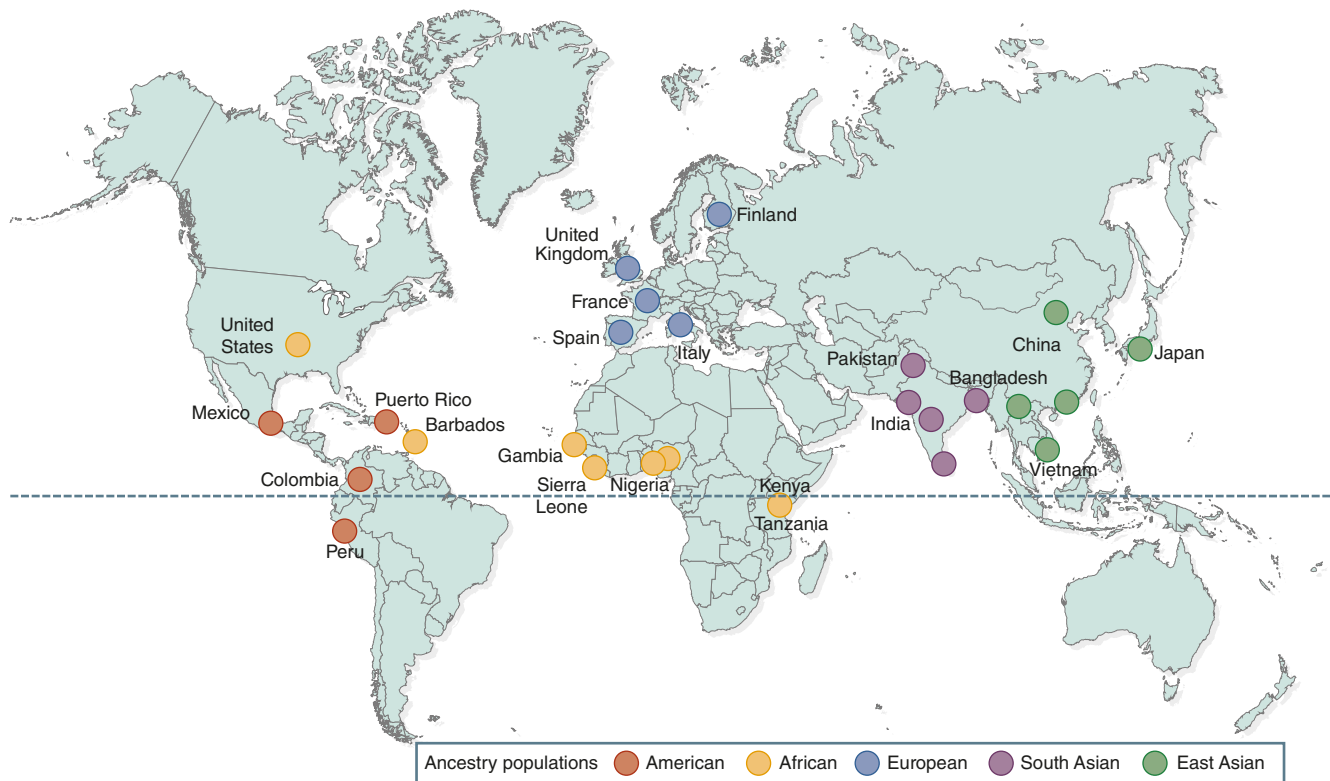 Finland
United
Kingdom
France
Spain
Italy
United
States
China
Japan
Pakistan
Bangladesh
Mexico
Puerto Rico
Barbados
India
Gambia
Sierra
Leone
Nigeria
Kenya
Tanzania
Vietnam
Colombia
Peru
Ancestry populations American African European South Asian East Asian